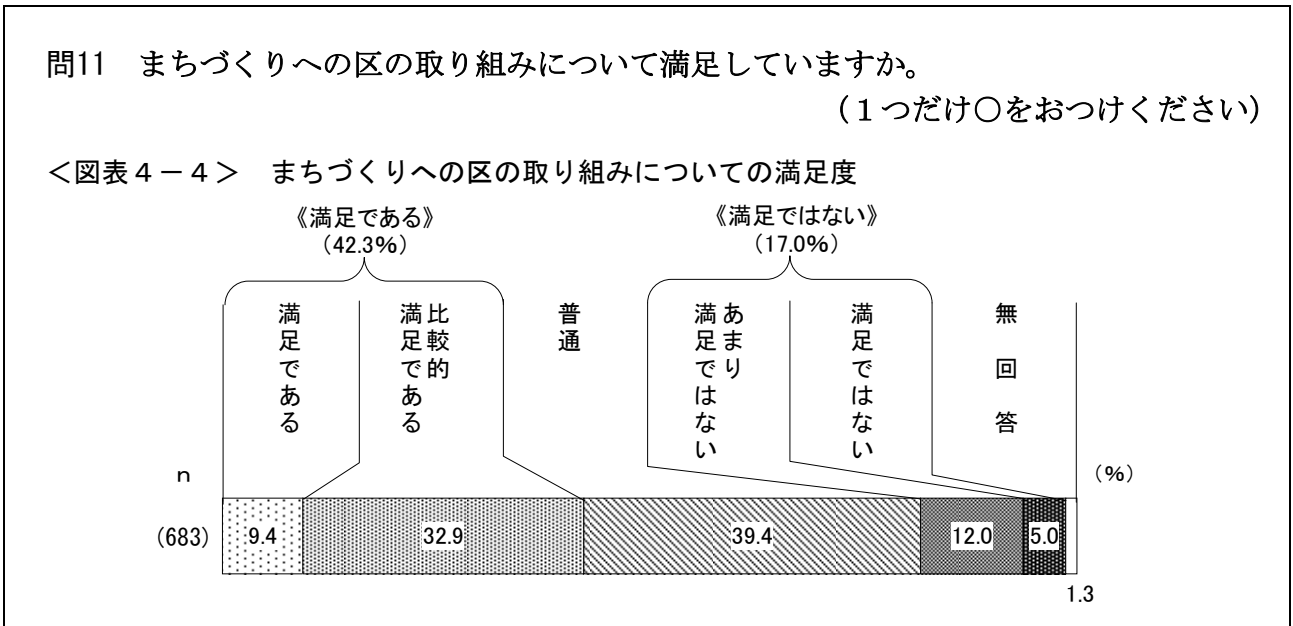 問11　まちづくりへの区の取り組みについて満足していますか。
（１つだけ○をおつけください）
＜図表４－４＞　まちづくりへの区の取り組みについての満足度
《満足である》
（42.3％）
《満足ではない》
（17.0％）
満足である
比較的
満足である
普通
あまり
満足ではない
満足ではない
無回答
ｎ
（％）
(683)
9.4
32.9
39.4
12.0
5.0
1.3